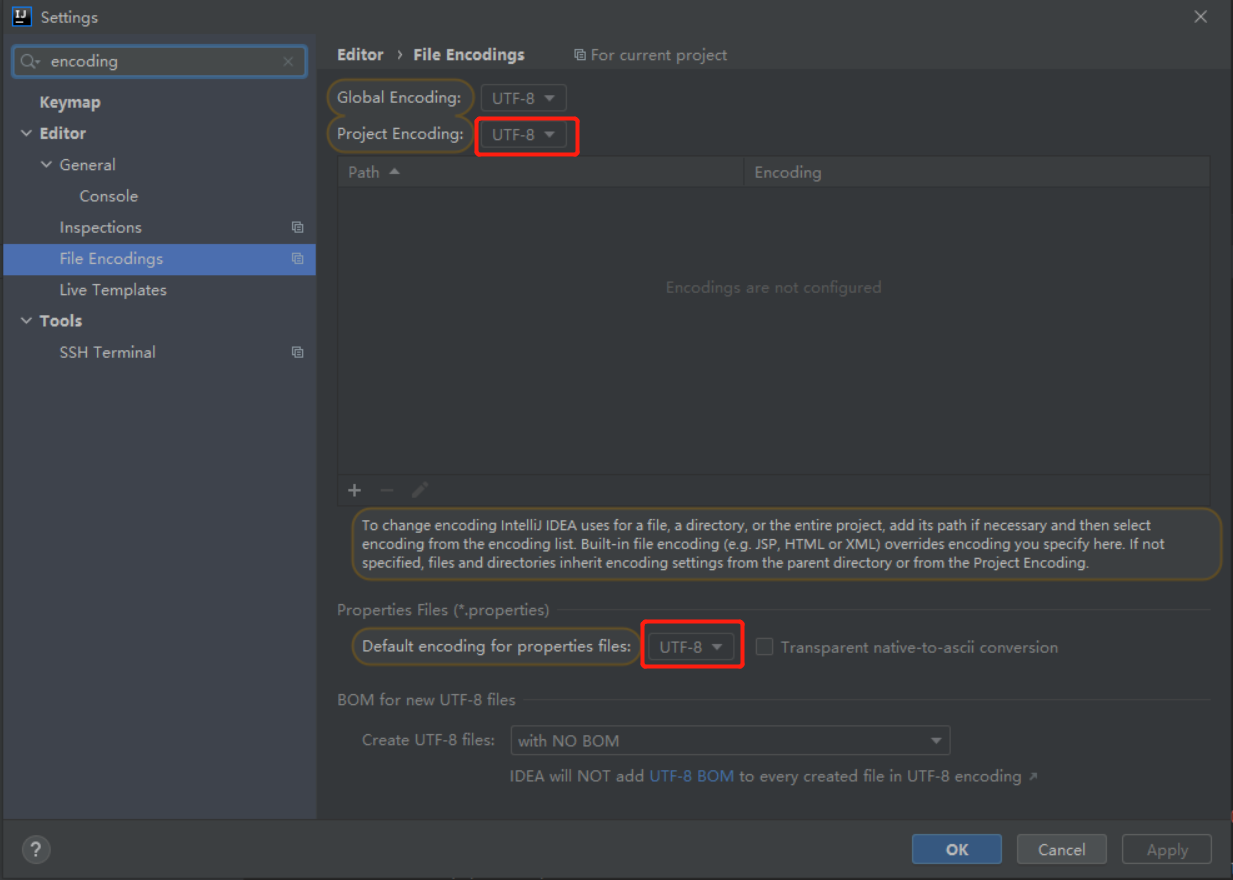 Settings
encoding
Keymap
Editor
General
Console
Inspections
File Encodings
Live Templates
Tools
SSH Terminal
Editor › File Encodings
For current project
Global Encoding: UTF-8
Project Encoding: UTF-8
Path Encoding
Encodings are not configured
To change encoding IntelliJ IDEA uses for a file, a directory, or the entire project, add its path if necessary and then select
encoding from the encoding list. Built-in file encoding (e.g. JSP, HTML or XML) overrides encoding you specify here. If not
specified, files and directories inherit encoding settings from the parent directory or from the Project Encoding.
Properties Files (*.properties)
Default encoding for properties files: UTF-8 Transparent native-to-ascii conversion
BOM for new UTF-8 files
Create UTF-8 files: with NO BOM
IDEA will NOT add UTF-8 BOM to every created file in UTF-8 encoding ↗
? OK Cancel Apply